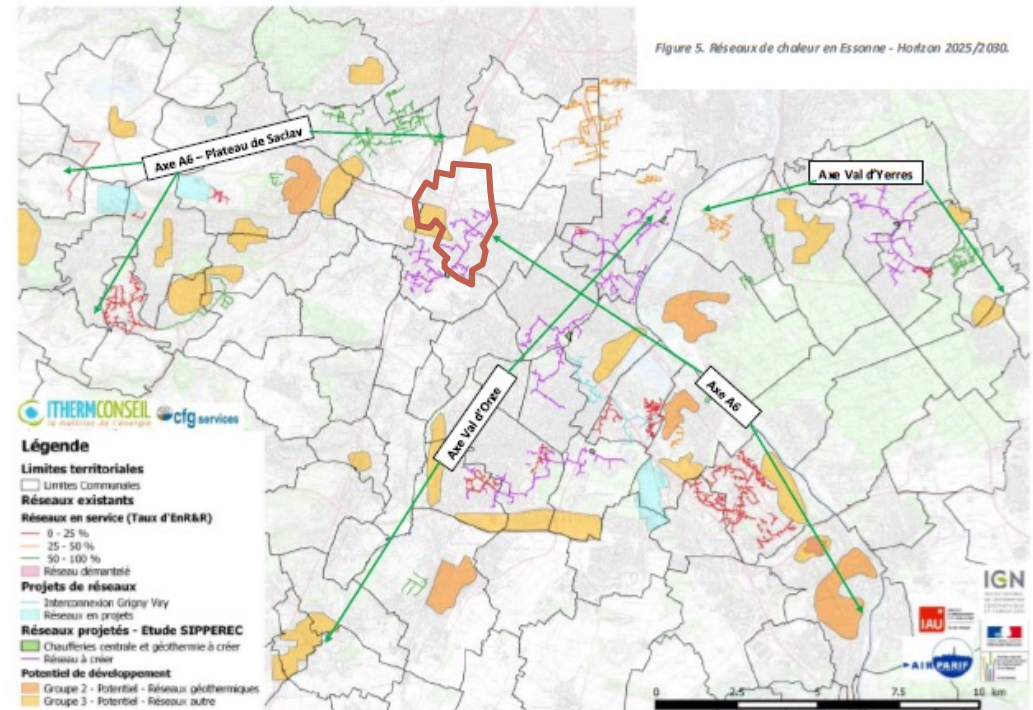 Figure 5. Réseaux de chaleur en Essonne - Horizon 2025/2030.
Axe A6 – Plateau de Saclay
Axe Val d'Yerres
Axe Val d'Orge
Axe A6
ITHERMCONSEIL
la maîtrise de l'énergie
cfg services
Légende
Limites territoriales
Limites Communales
Réseaux existants
Réseaux en service (Taux d'EnR&R)
0 - 25 %
25 - 50 %
50 - 100 %
Réseau démantelé
Projets de réseaux
Interconnexion Grigny Viry
Réseaux en projets
Réseaux projetés - Etude SIPPEREC
Chaufferies centrale et géothermie à créer
Réseau à créer
Potentiel de développement
Groupe 2 - Potentiel - Réseaux géothermiques
Groupe 3 - Potentiel - Réseaux autre
IGN
IAU
AIRPARIF
0 2,5 5 7,5 10 km